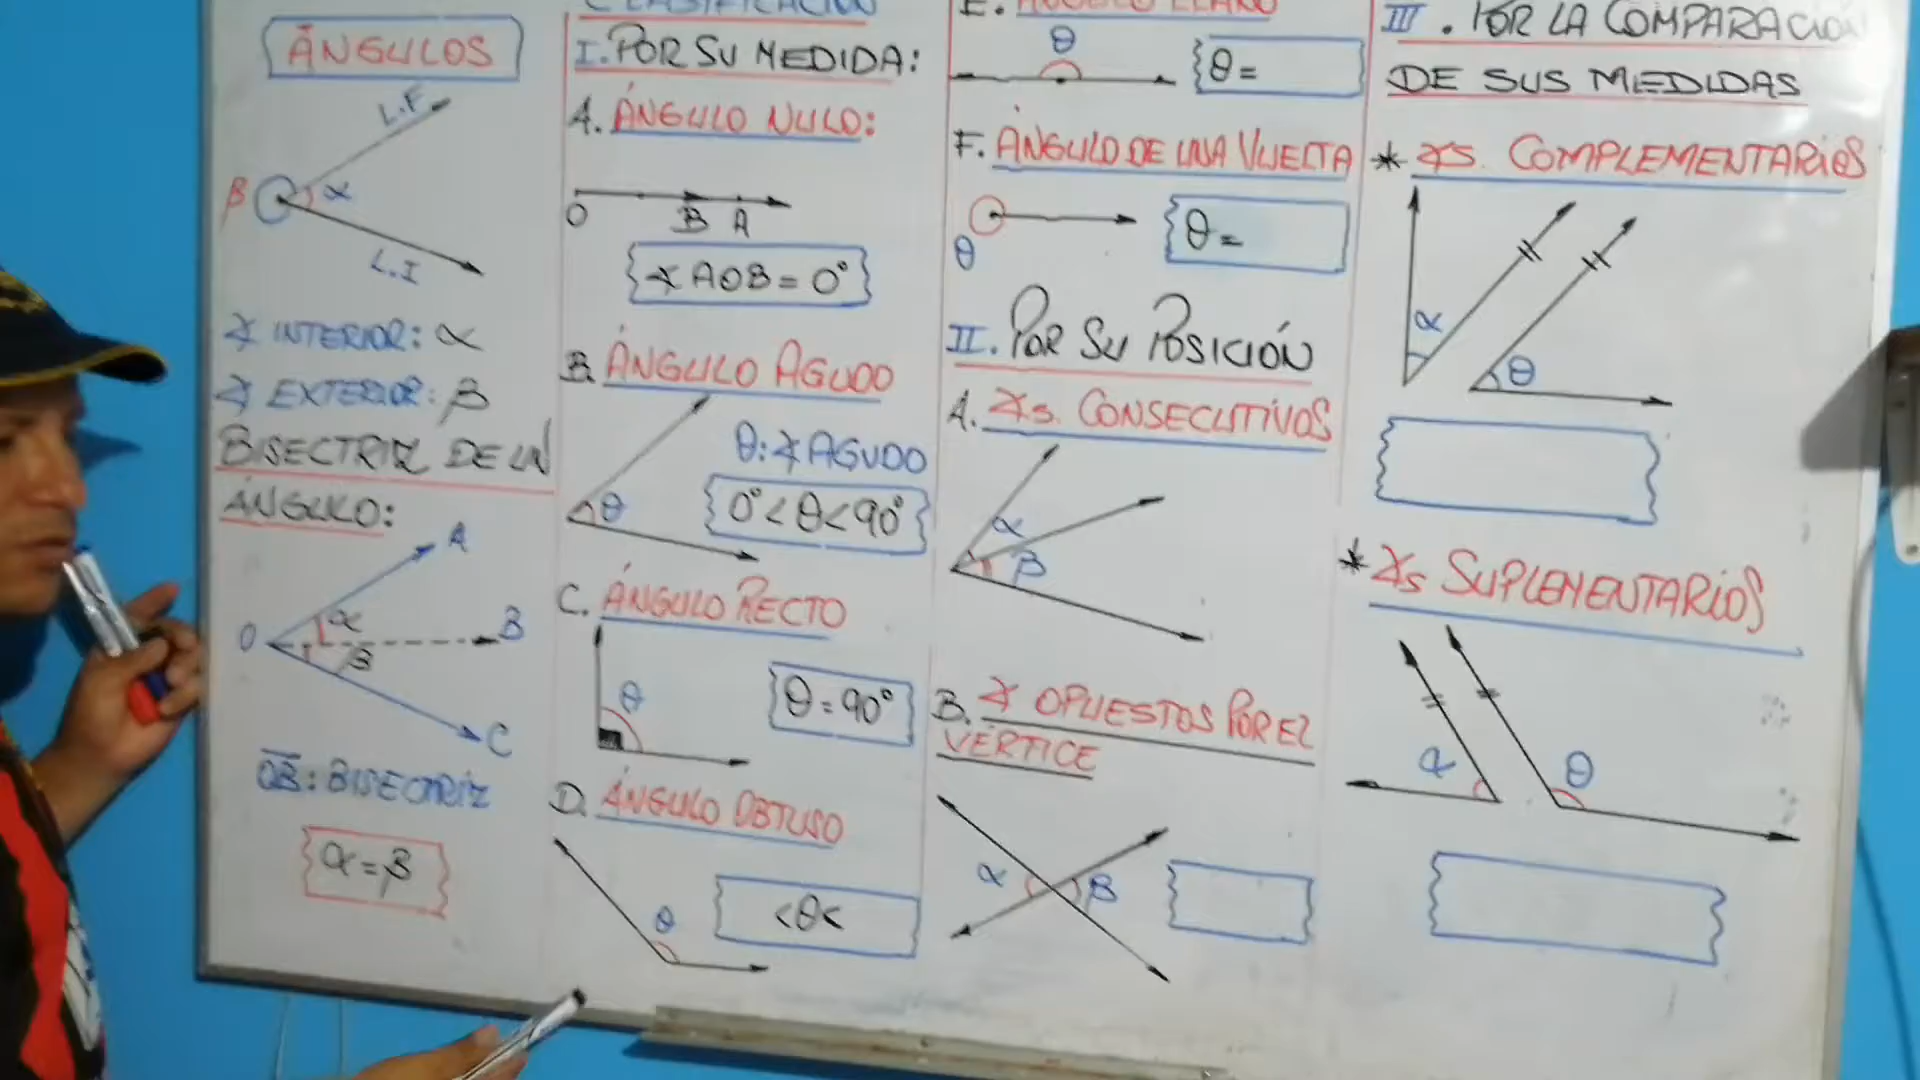 ÁNGULOS
L.F.
β
α
L.I
∢ INTERIOR: α
∢ EXTERIOR: β
BISECTRIZ DE UN
ÁNGULO:
A
O
α
B
β
C
OB: BISECTRIZ
α=β
CLASIFICACIÓN
I. POR SU MEDIDA:
A. ÁNGULO NULO:
O B A
∢ AOB = 0°
B. ÁNGULO AGUDO
θ: ∢ AGUDO
θ
0° < θ < 90°
C. ÁNGULO RECTO
θ
θ = 90°
D. ÁNGULO OBTUSO
θ
<θ<
E. ÁNGULO LLANO
θ
θ =
F. ÁNGULO DE UNA VUELTA
θ
θ =
II. POR SU POSICIÓN
A. ∢s. CONSECUTIVOS
α
β
B. ∢ OPUESTOS POR EL
VÉRTICE
α
β
III. POR LA COMPARACIÓN
DE SUS MEDIDAS
* ∢s. COMPLEMENTARIOS
α
θ
* ∢s SUPLEMENTARIOS
α
θ